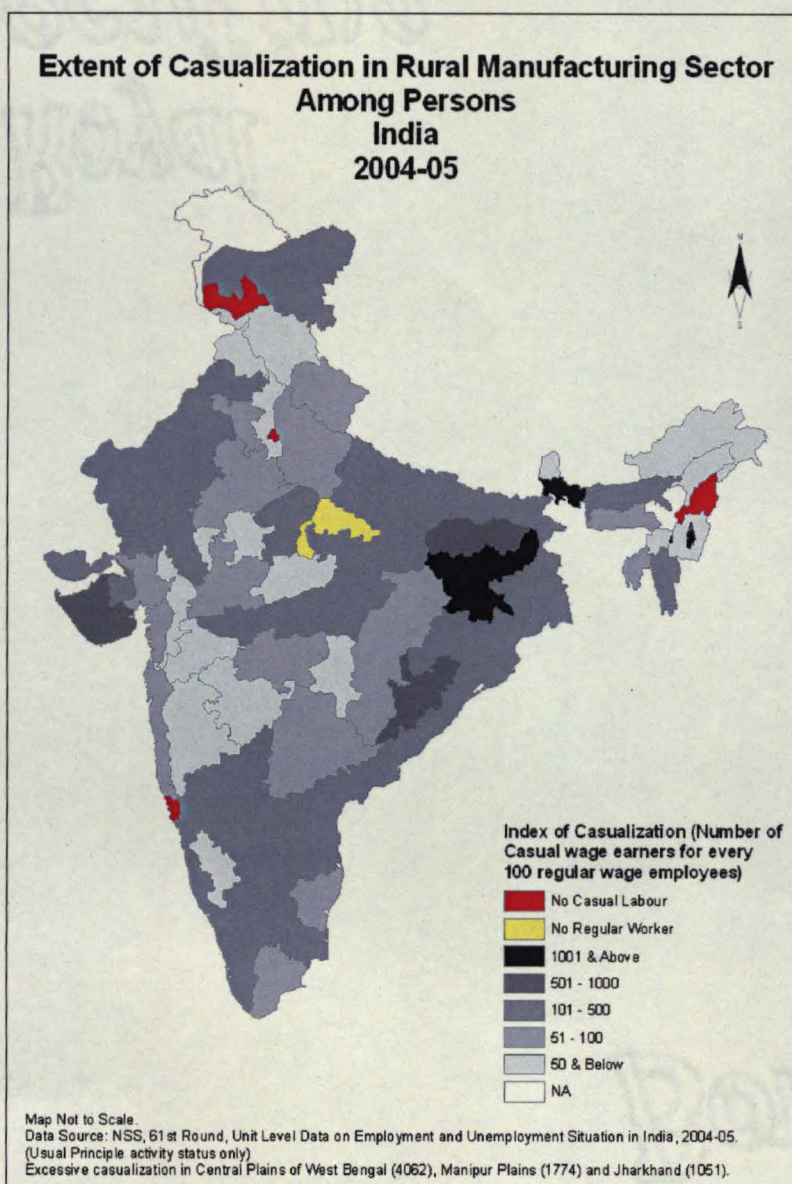 Extent of Casualization in Rural Manufacturing Sector
Among Persons
India
2004-05
N
S
Index of Casualization (Number of
Casual wage earners for every
100 regular wage employees)
No Casual Labour
No Regular Worker
1001 & Above
501 - 1000
101 - 500
51 - 100
50 & Below
NA
Map Not to Scale.
Data Source: NSS, 61st Round, Unit Level Data on Employment and Unemployment Situation in India, 2004-05.
(Usual Principle activity status only)
Excessive casualization in Central Plains of West Bengal (4062), Manipur Plains (1774) and Jharkhand (1051).